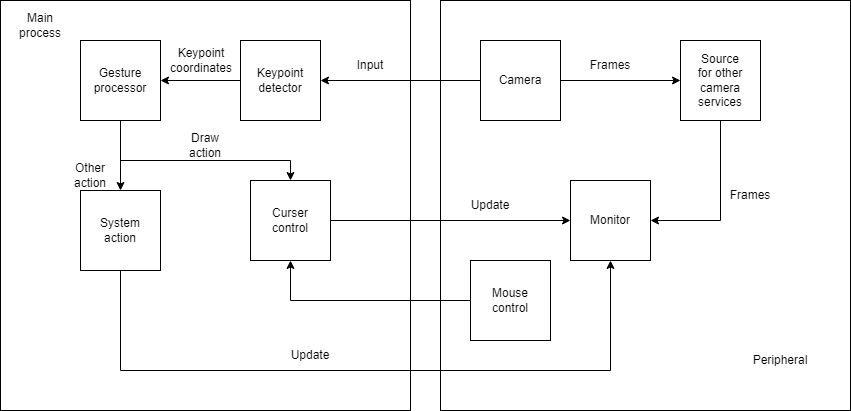 Main
process
Keypoint
coordinates
Gesture
processor
Keypoint
detector
Input
Camera
Frames
Source
for other
camera
services
Draw
action
Other
action
System
action
Curser
control
Update
Monitor
Frames
Mouse
control
Update
Peripheral